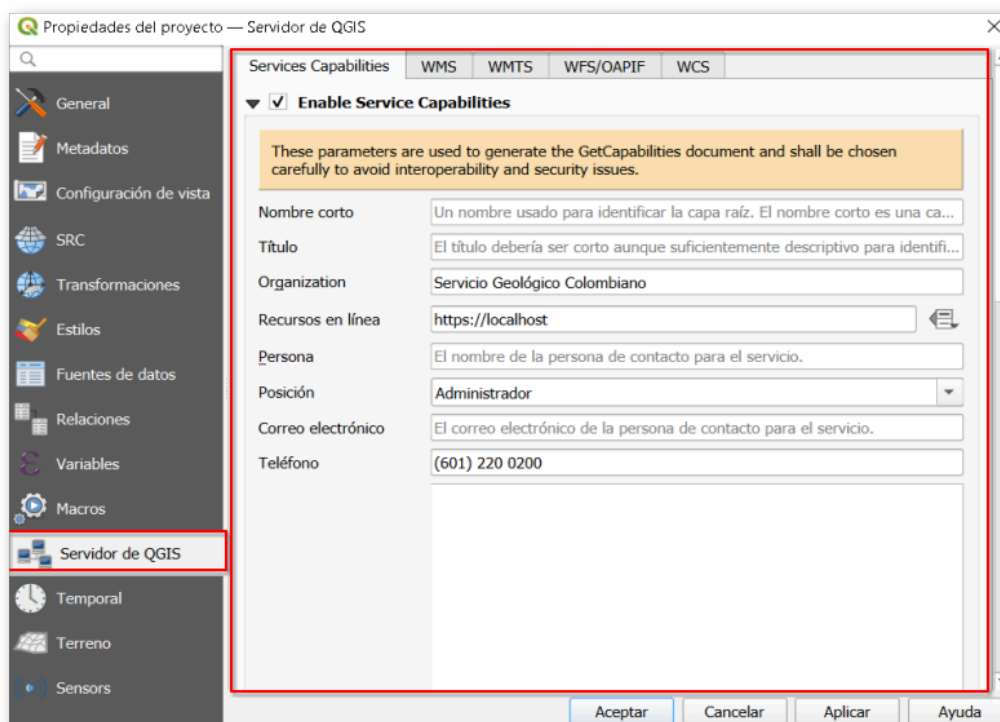 Propiedades del proyecto — Servidor de QGIS
General
Metadatos
Configuración de vista
SRC
Transformaciones
Estilos
Fuentes de datos
Relaciones
Variables
Macros
Servidor de QGIS
Temporal
Terreno
Sensors
Services Capabilities WMS WMTS WFS/OAPIF WCS
Enable Service Capabilities
These parameters are used to generate the GetCapabilities document and shall be chosen
carefully to avoid interoperability and security issues.
Nombre corto Un nombre usado para identificar la capa raíz. El nombre corto es una ca...
Título El título debería ser corto aunque suficientemente descriptivo para identifi...
Organization Servicio Geológico Colombiano
Recursos en línea https://localhost
Persona El nombre de la persona de contacto para el servicio.
Posición Administrador
Correo electrónico El correo electrónico de la persona de contacto para el servicio.
Teléfono (601) 220 0200
Aceptar Cancelar Aplicar Ayuda